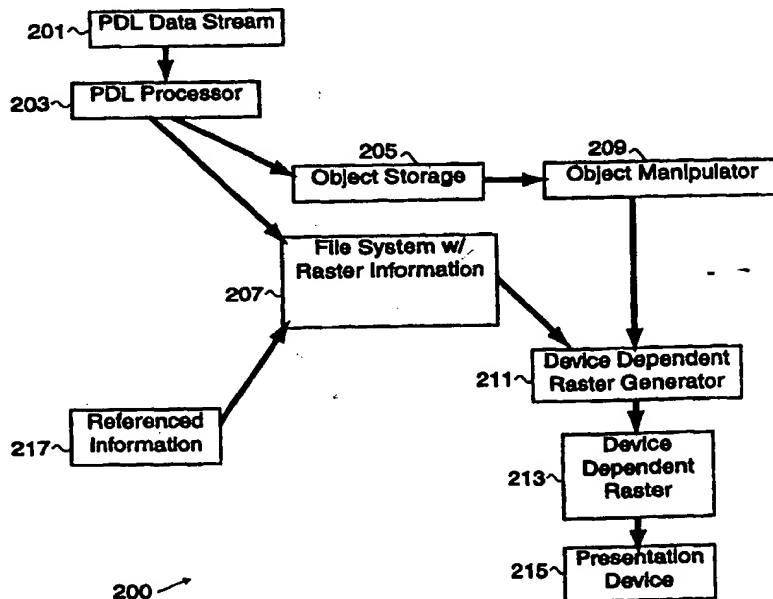 201
PDL Data Stream
203
PDL Processor
205
Object Storage
209
Object Manipulator
File System w/
Raster Information
207
Device Dependent
Raster Generator
211
Referenced
Information
217
Device
Dependent
Raster
213
Presentation
Device
215
200